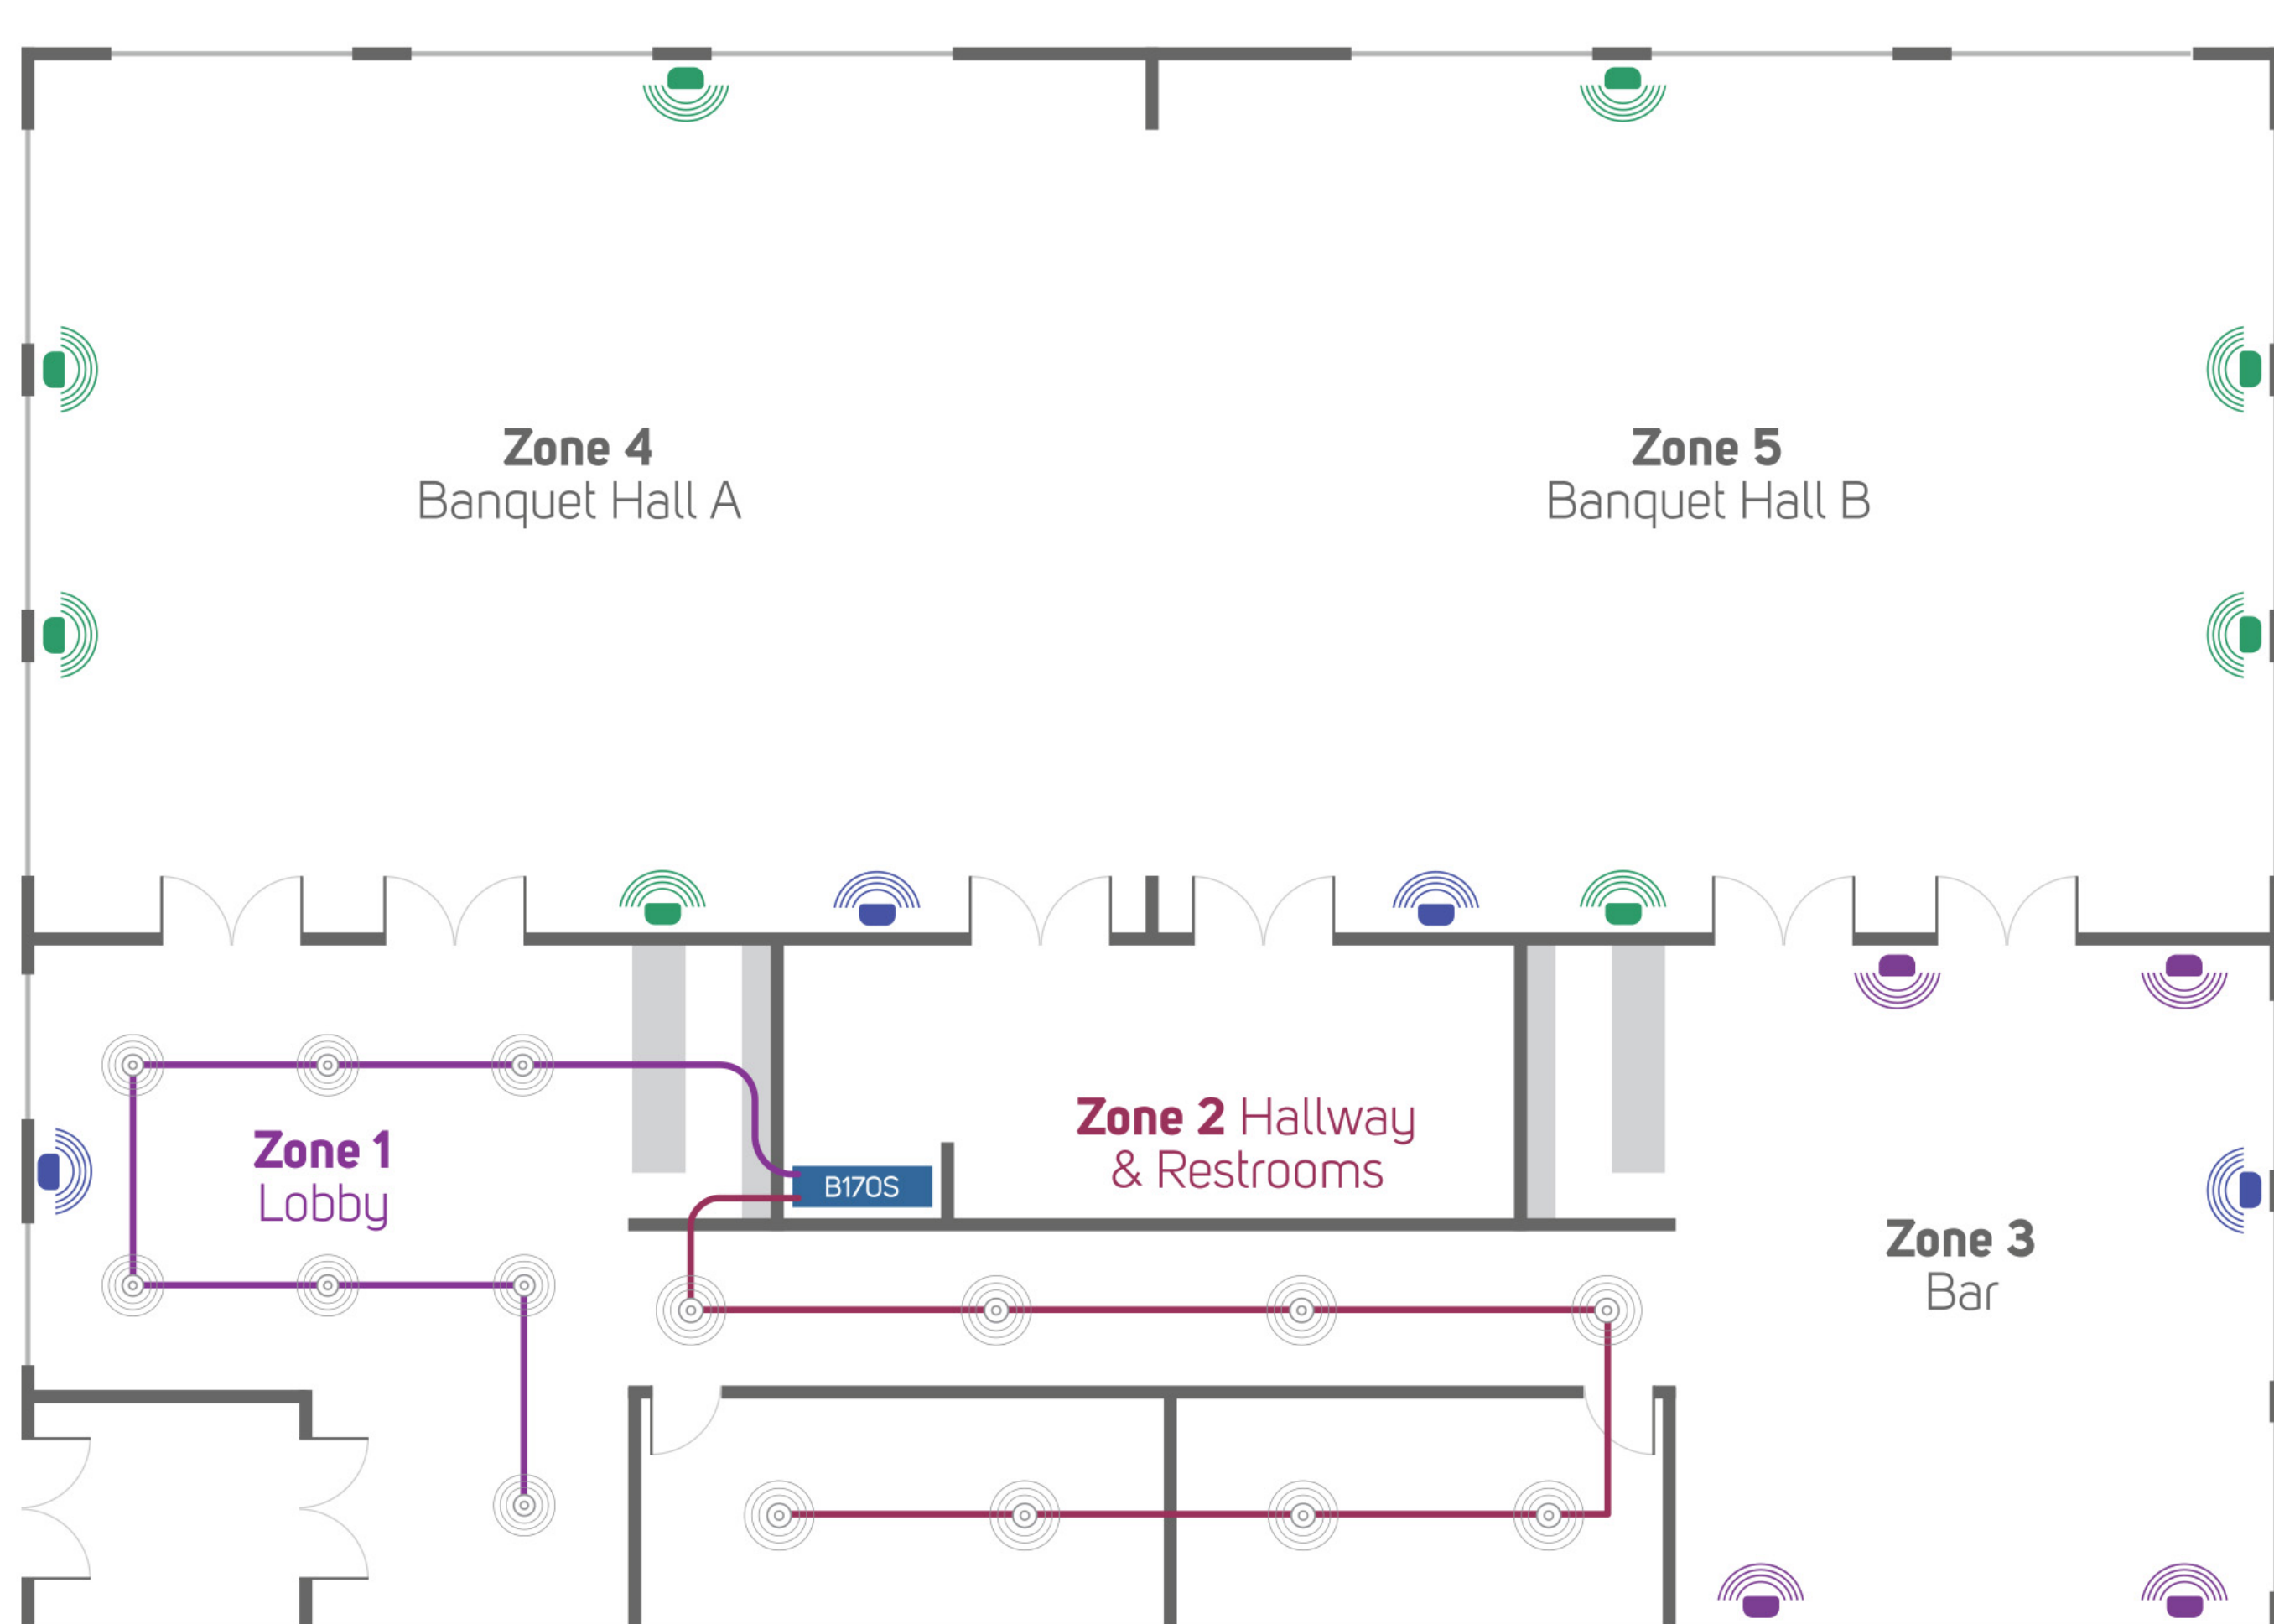 Zone 4
Banquet Hall A
Zone 5
Banquet Hall B
Zone 1
Lobby
B170S
Zone 2 Hallway
& Restrooms
Zone 3
Bar